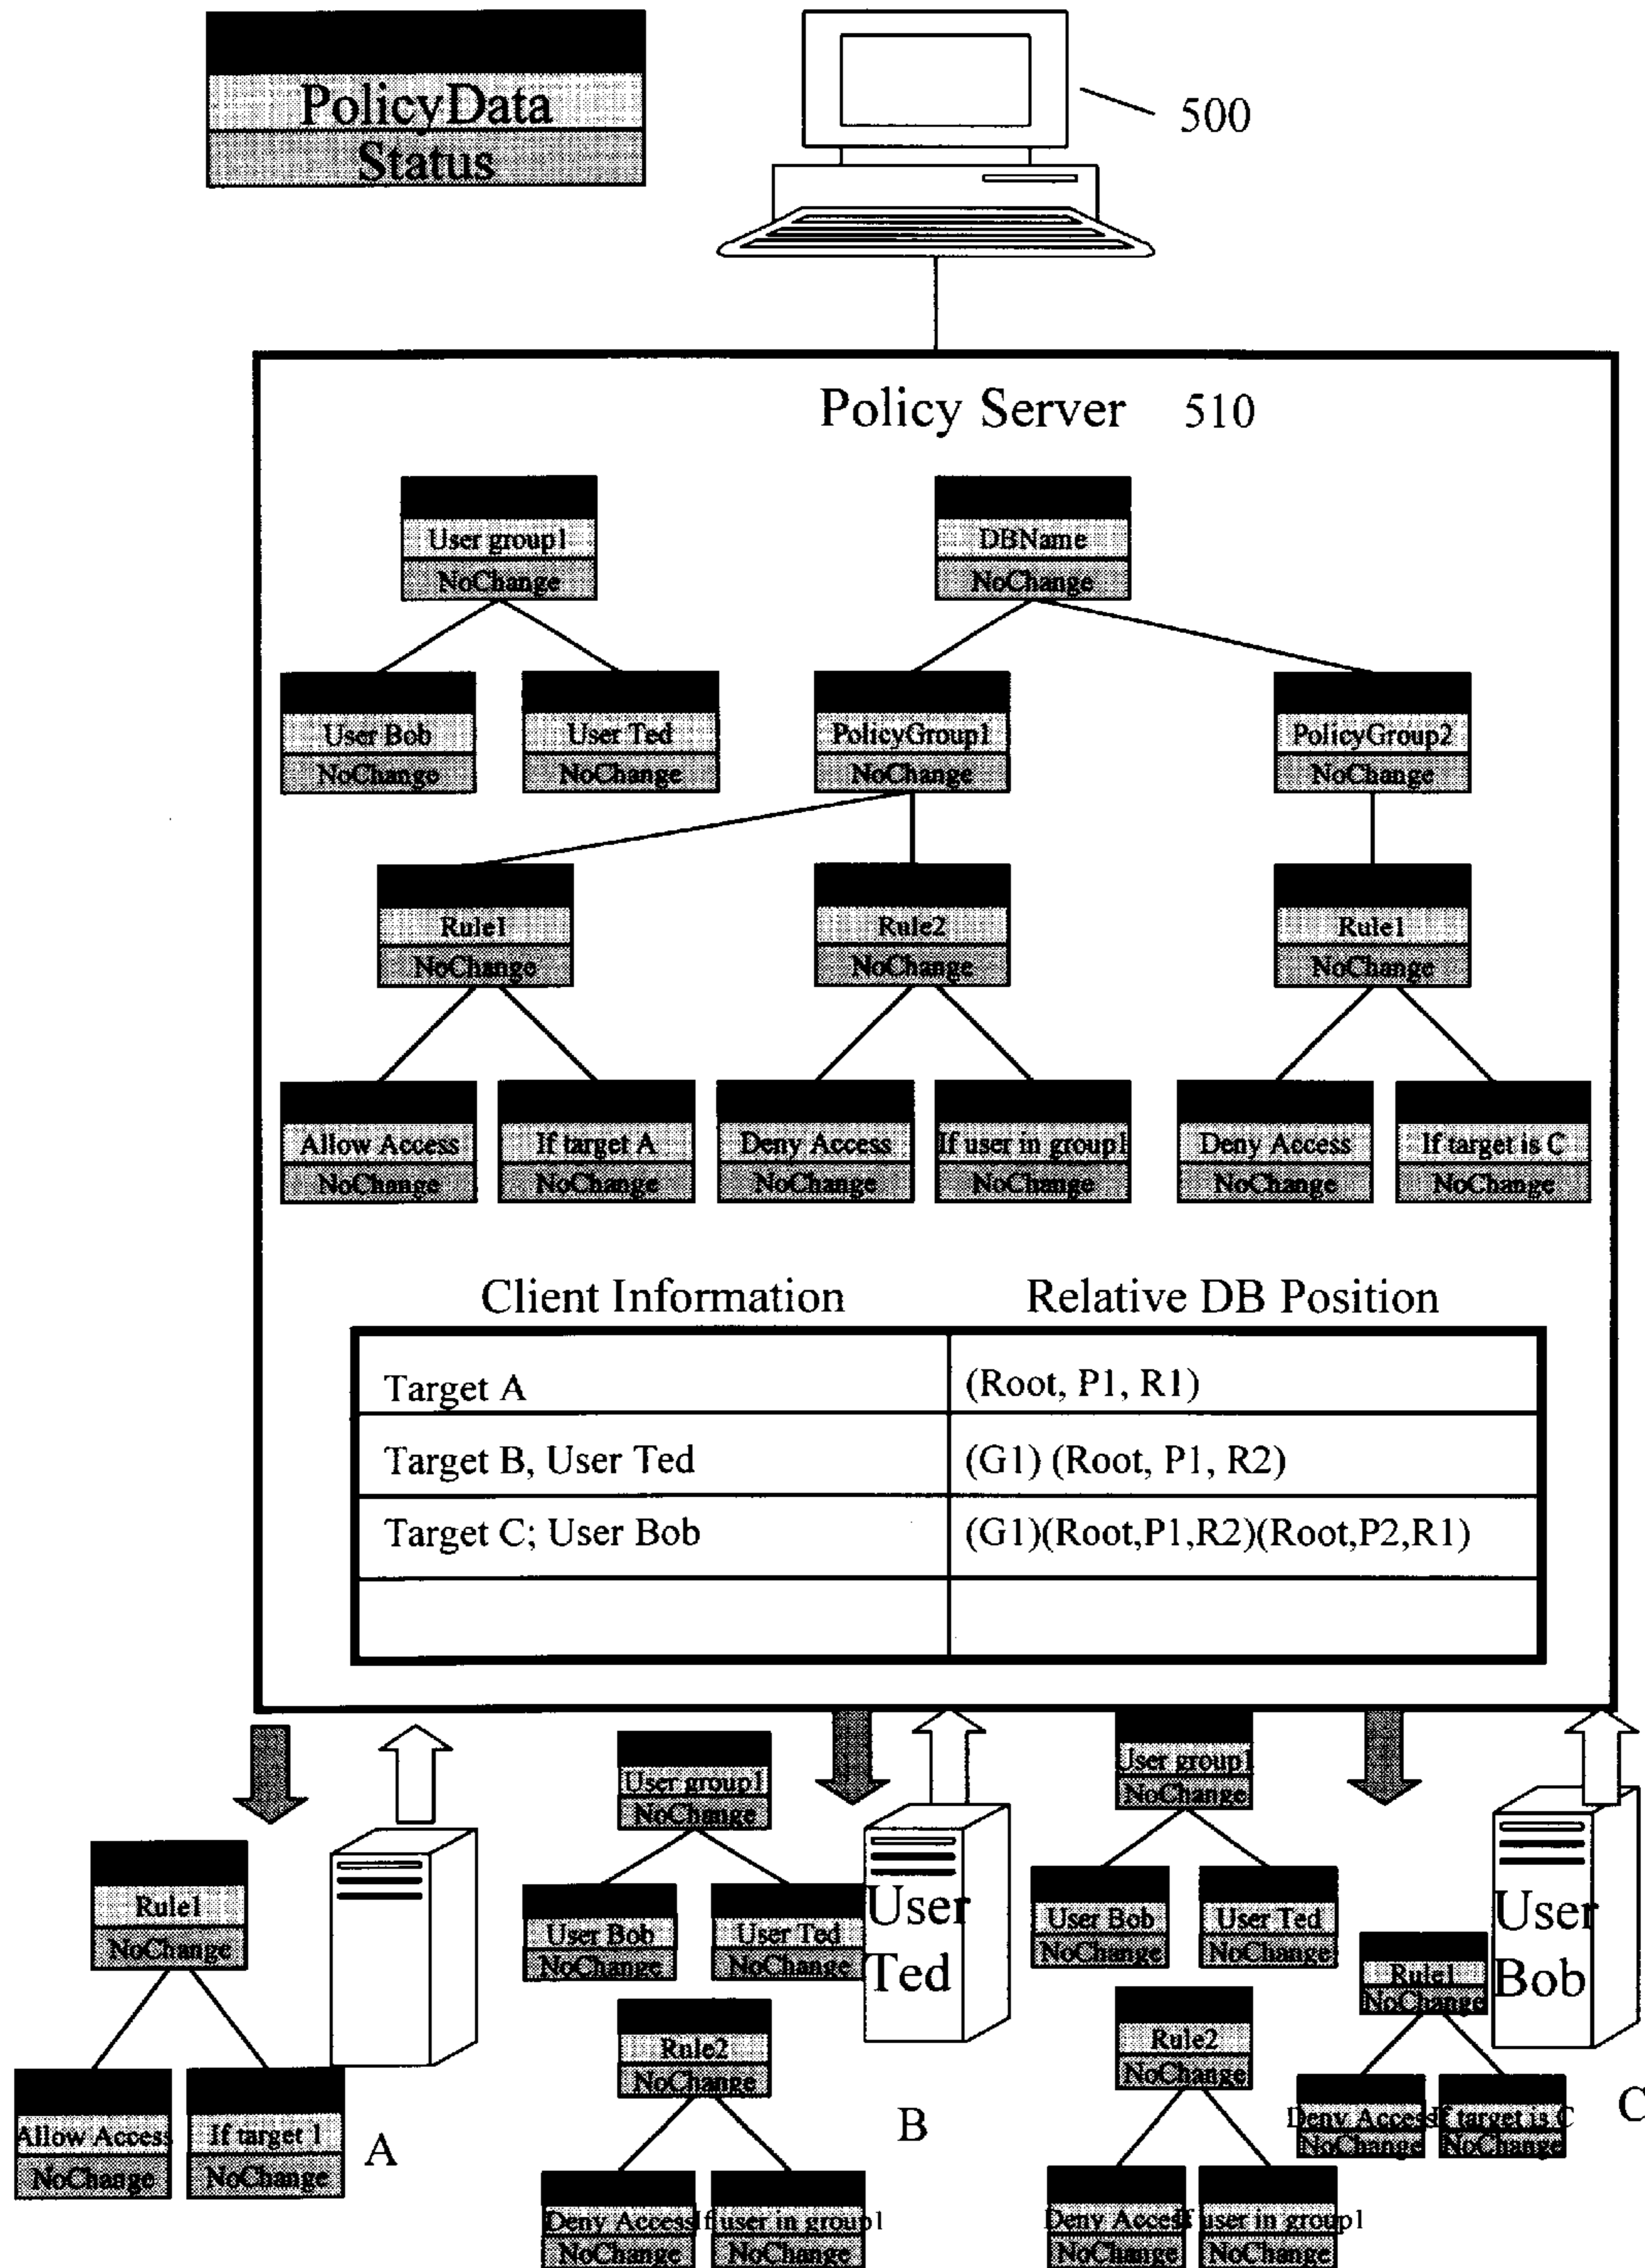 PolicyData
Status
500
Policy Server 510
User group1
NoChange
DBName
NoChange
User Bob
NoChange
User Ted
NoChange
PolicyGroup1
NoChange
PolicyGroup2
NoChange
Rule1
NoChange
Rule2
NoChange
Rule1
NoChange
Allow Access
NoChange
If target A
NoChange
Deny Access
NoChange
If user in group1
NoChange
Deny Access
NoChange
If target is C
NoChange
Client Information Relative DB Position
Target A (Root, P1, R1)
Target B, User Ted (G1) (Root, P1, R2)
Target C; User Bob (G1)(Root,P1,R2)(Root,P2,R1)
Rule1
NoChange
Allow Access
NoChange
If target 1
NoChange
A
User group1
NoChange
User Bob
NoChange
User Ted
NoChange
Rule2
NoChange
Deny Access
NoChange
If user in group1
NoChange
User
Ted
B
User group1
NoChange
User Bob
NoChange
User Ted
NoChange
Rule2
NoChange
Deny Access
NoChange
If user in group1
NoChange
Rule1
NoChange
Deny Access
NoChange
If target is C
NoChange
User
Bob
C